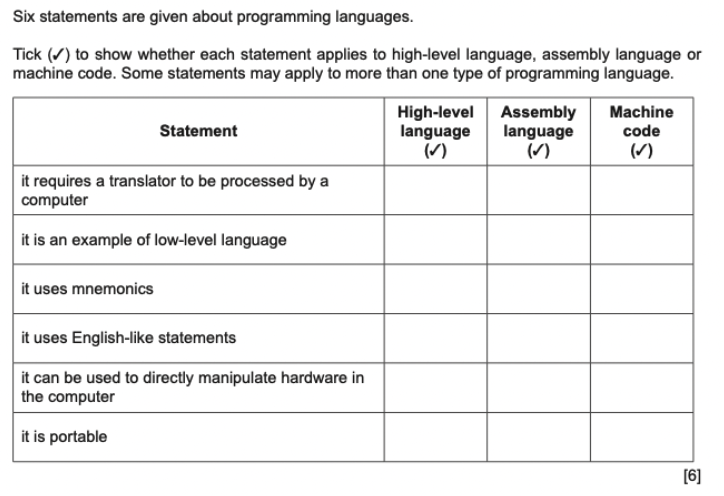 Six statements are given about programming languages.
Tick (✓) to show whether each statement applies to high-level language, assembly language or
machine code. Some statements may apply to more than one type of programming language.
Statement
High-level
language
(✓)
Assembly
language
(✓)
Machine
code
(✓)
it requires a translator to be processed by a
computer
it is an example of low-level language
it uses mnemonics
it uses English-like statements
it can be used to directly manipulate hardware in
the computer
it is portable
[6]